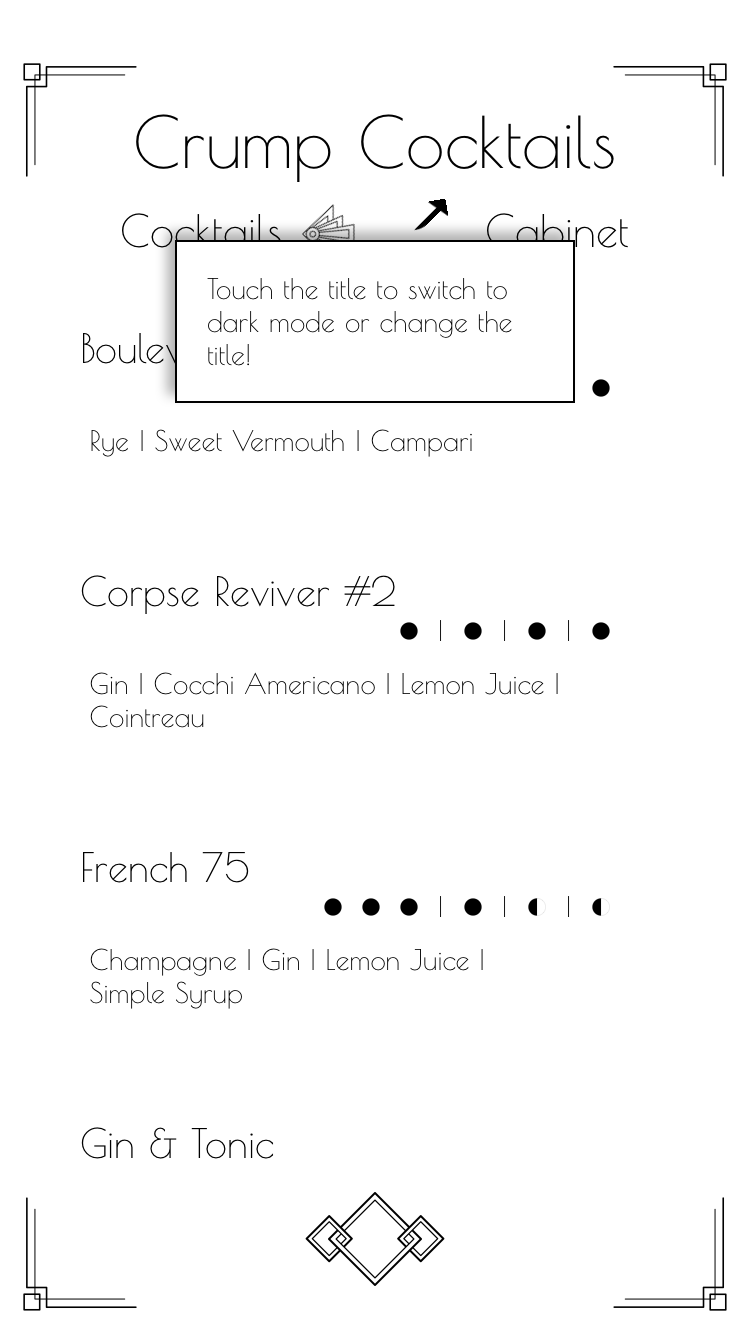 Crump Cocktails
Cocktails Cabinet
Touch the title to switch to
dark mode or change the
title!
Rye | Sweet Vermouth | Campari
Corpse Reviver #2
Gin | Cocchi Americano | Lemon Juice |
Cointreau
French 75
Champagne | Gin | Lemon Juice |
Simple Syrup
Gin & Tonic